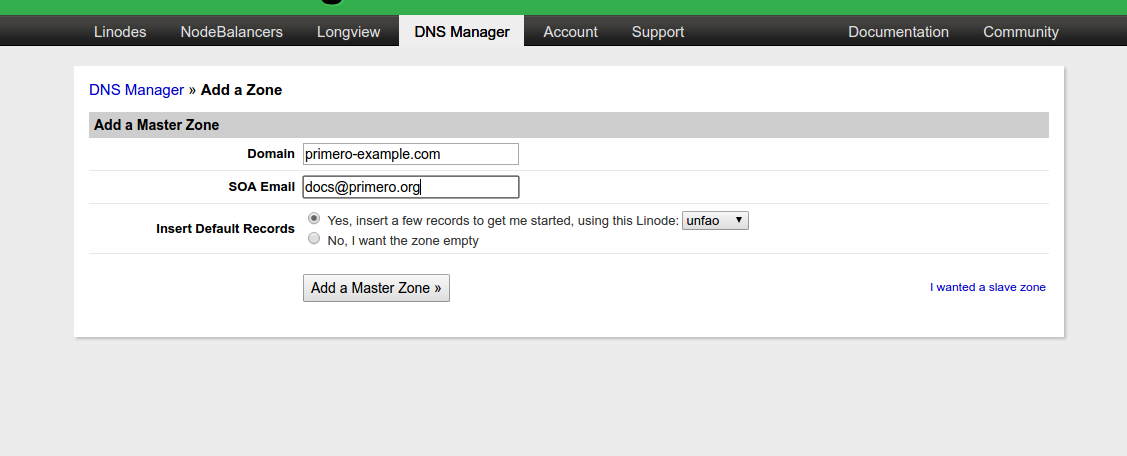 Linodes NodeBalancers Longview DNS Manager Account Support Documentation Community
DNS Manager » Add a Zone
Add a Master Zone
Domain primero-example.com
SOA Email docs@primero.org
Insert Default Records
Yes, insert a few records to get me started, using this Linode: unfao
No, I want the zone empty
Add a Master Zone » I wanted a slave zone